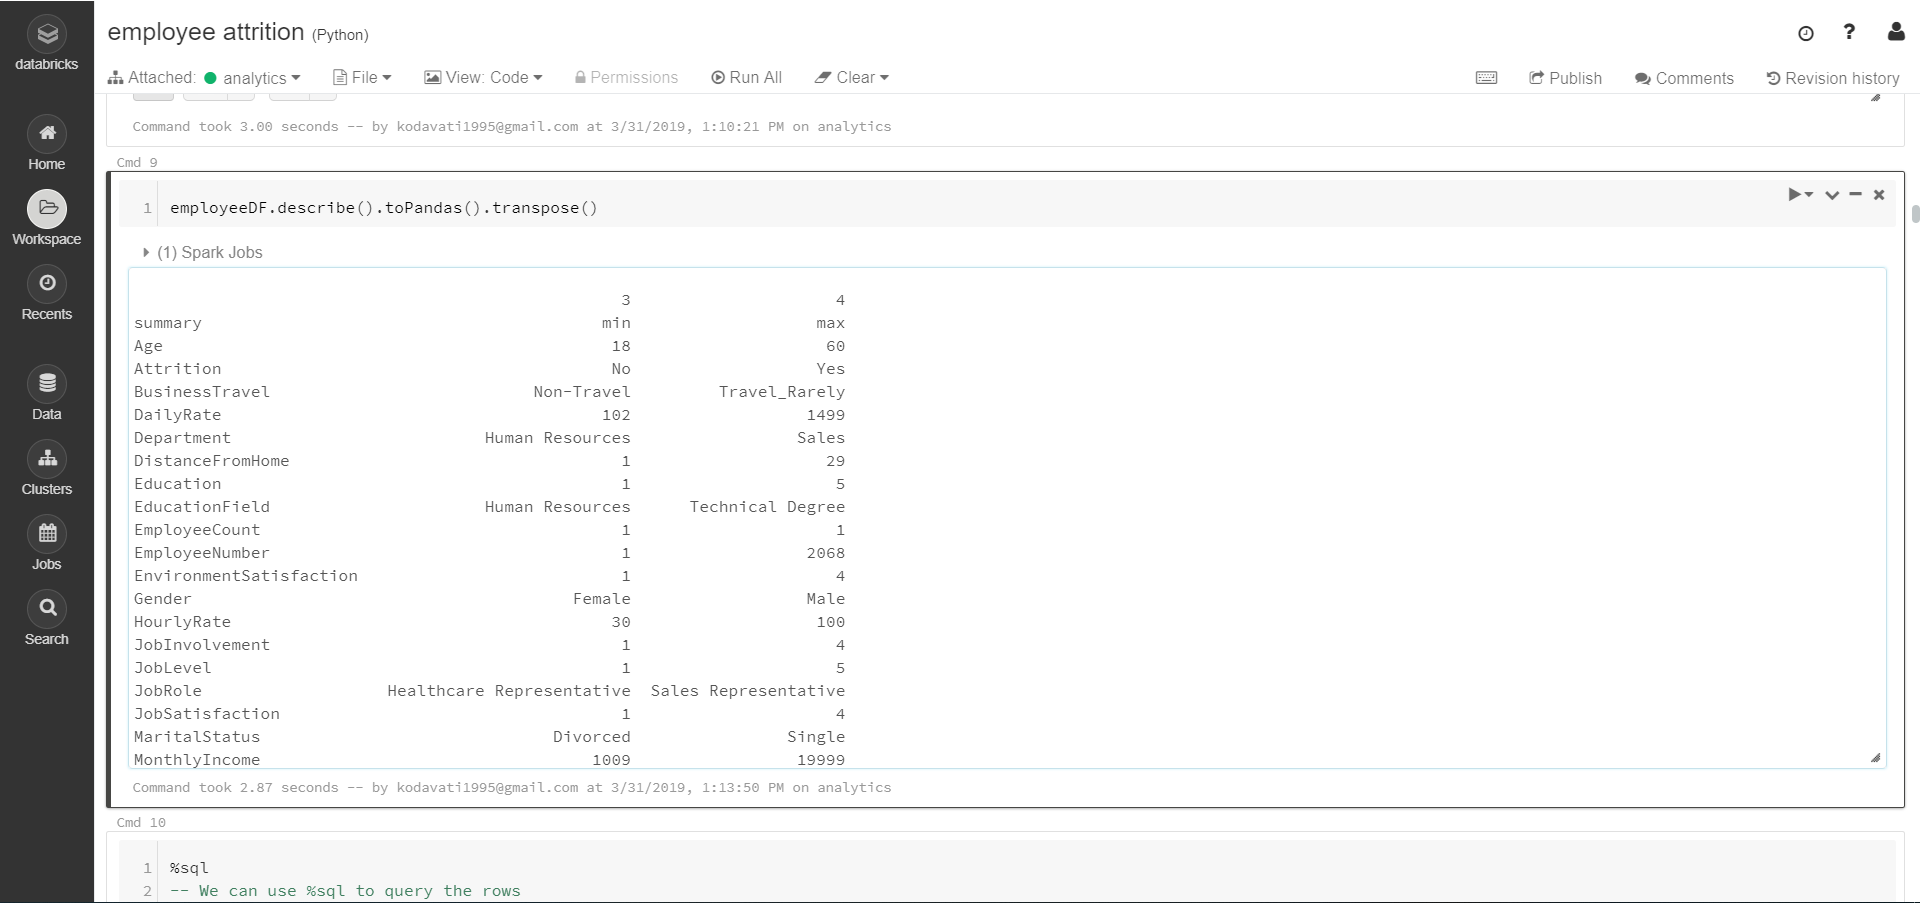 databricks
Home
Workspace
Recents
Data
Clusters
Jobs
Search
employee attrition (Python)
?
Attached: analytics File View: Code Permissions Run All Clear Publish Comments Revision history
Command took 3.00 seconds -- by kodavati1995@gmail.com at 3/31/2019, 1:10:21 PM on analytics
Cmd 9
1 employeeDF.describe().toPandas().transpose()
(1) Spark Jobs
3 4
summary min max
Age 18 60
Attrition No Yes
BusinessTravel Non-Travel Travel_Rarely
DailyRate 102 1499
Department Human Resources Sales
DistanceFromHome 1 29
Education 1 5
EducationField Human Resources Technical Degree
EmployeeCount 1 1
EmployeeNumber 1 2068
EnvironmentSatisfaction 1 4
Gender Female Male
HourlyRate 30 100
JobInvolvement 1 4
JobLevel 1 5
JobRole Healthcare Representative Sales Representative
JobSatisfaction 1 4
MaritalStatus Divorced Single
MonthlyIncome 1009 19999
Command took 2.87 seconds -- by kodavati1995@gmail.com at 3/31/2019, 1:13:50 PM on analytics
Cmd 10
1 %sql
2 -- We can use %sql to query the rows